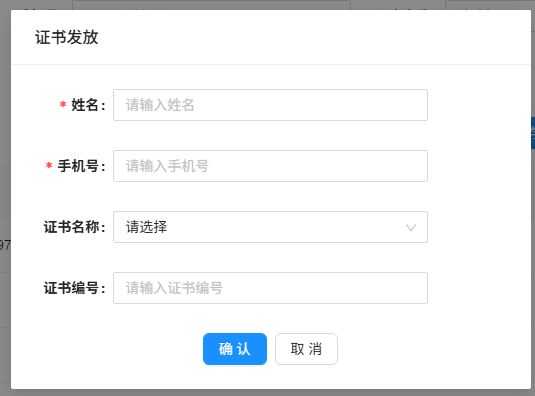 证书发放
* 姓名:
请输入姓名
* 手机号:
请输入手机号
证书名称:
请选择
证书编号:
请输入证书编号
确 认
取 消
97